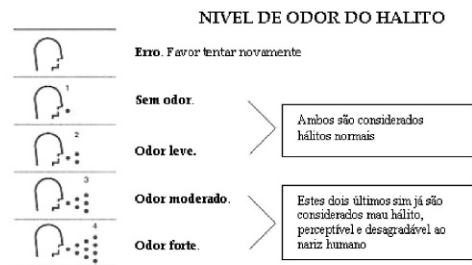 NIVEL DE ODOR DO HALITO
Erro. Favor tentar novamente
1
Sem odor.
2
Odor leve.
Ambos são considerados
hálitos normais
3
Odor moderado.
4
Odor forte.
Estes dois últimos sim já são
considerados mau hálito,
perceptível e desagradável ao
nariz humano